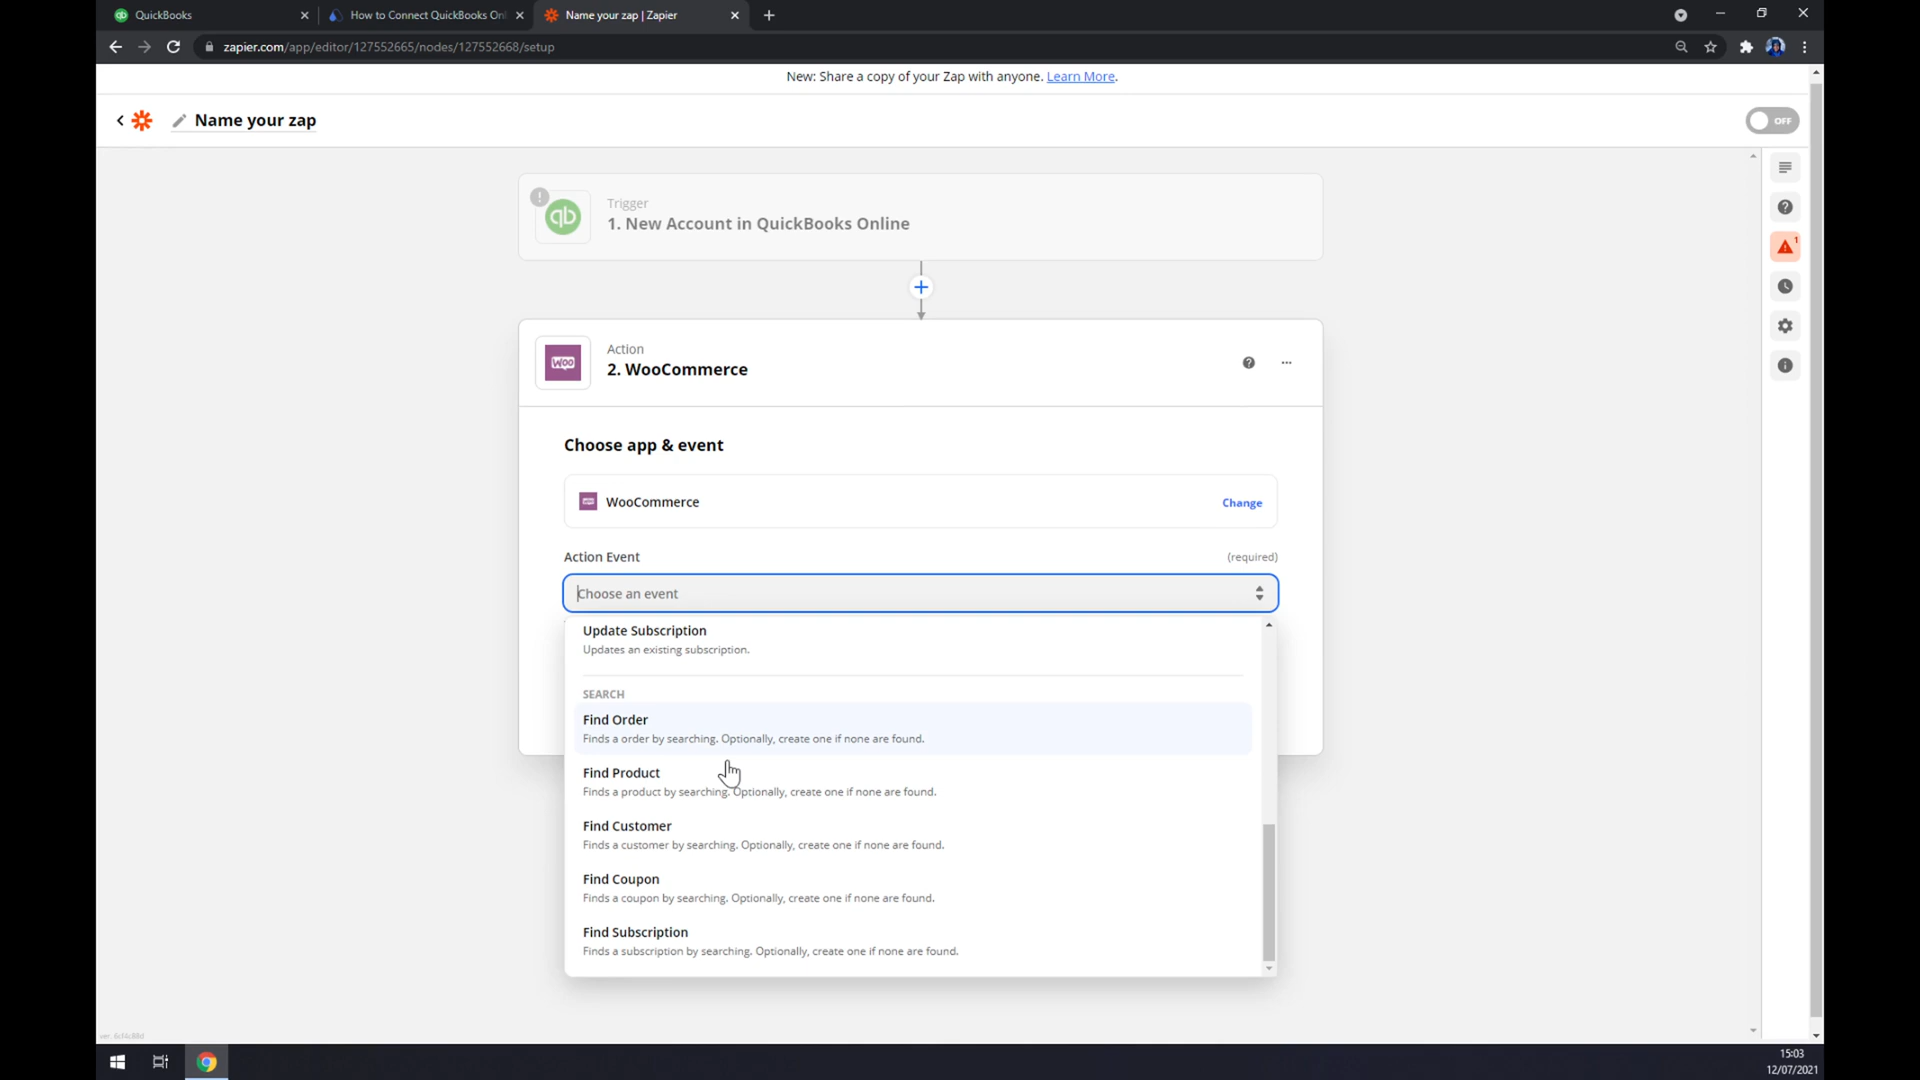 QuickBooks
How to Connect QuickBooks Onl
Name your zap | Zapier
zapier.com/app/editor/127552665/nodes/127552668/setup
New: Share a copy of your Zap with anyone. Learn More.
Name your zap
OFF
Trigger
1. New Account in QuickBooks Online
1
Action
2. WooCommerce
Choose app & event
WooCommerce
Change
Action Event
(required)
Choose an event
Update Subscription
Updates an existing subscription.
SEARCH
Find Order
Finds a order by searching. Optionally, create one if none are found.
Find Product
Finds a product by searching. Optionally, create one if none are found.
Find Customer
Finds a customer by searching. Optionally, create one if none are found.
Find Coupon
Finds a coupon by searching. Optionally, create one if none are found.
Find Subscription
Finds a subscription by searching. Optionally, create one if none are found.
15:03
12/07/2021